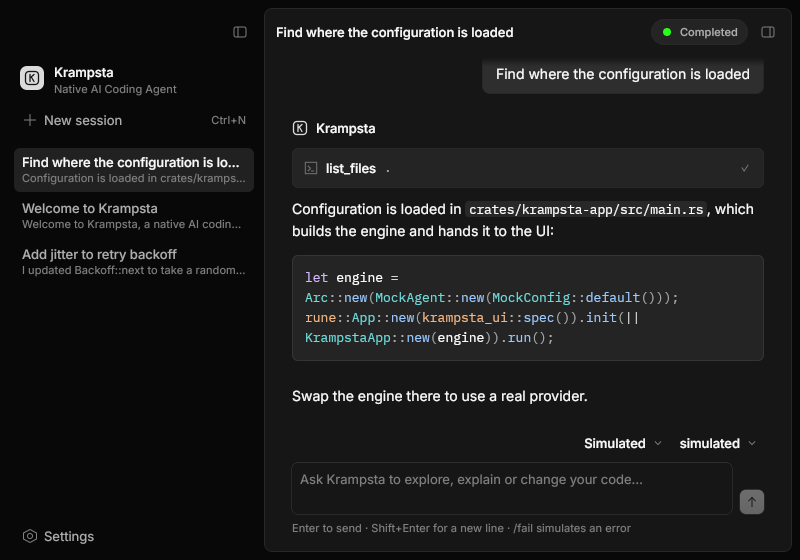 Find where the configuration is loaded
Completed
Krampsta
Native AI Coding Agent
New session
Ctrl+N
Find where the configuration is lo...
Configuration is loaded in crates/kramps...
Welcome to Krampsta
Welcome to Krampsta, a native AI codin...
Add jitter to retry backoff
I updated Backoff::next to take a random...
Settings
Find where the configuration is loaded
Krampsta
list_files .
Configuration is loaded in crates/krampsta-app/src/main.rs, which
builds the engine and hands it to the UI:
let engine =
Arc::new(MockAgent::new(MockConfig::default()));
rune::App::new(krampsta_ui::spec()).init(||
KrampstaApp::new(engine)).run();
Swap the engine there to use a real provider.
Simulated
simulated
Ask Krampsta to explore, explain or change your code...
Enter to send · Shift+Enter for a new line · /fail simulates an error